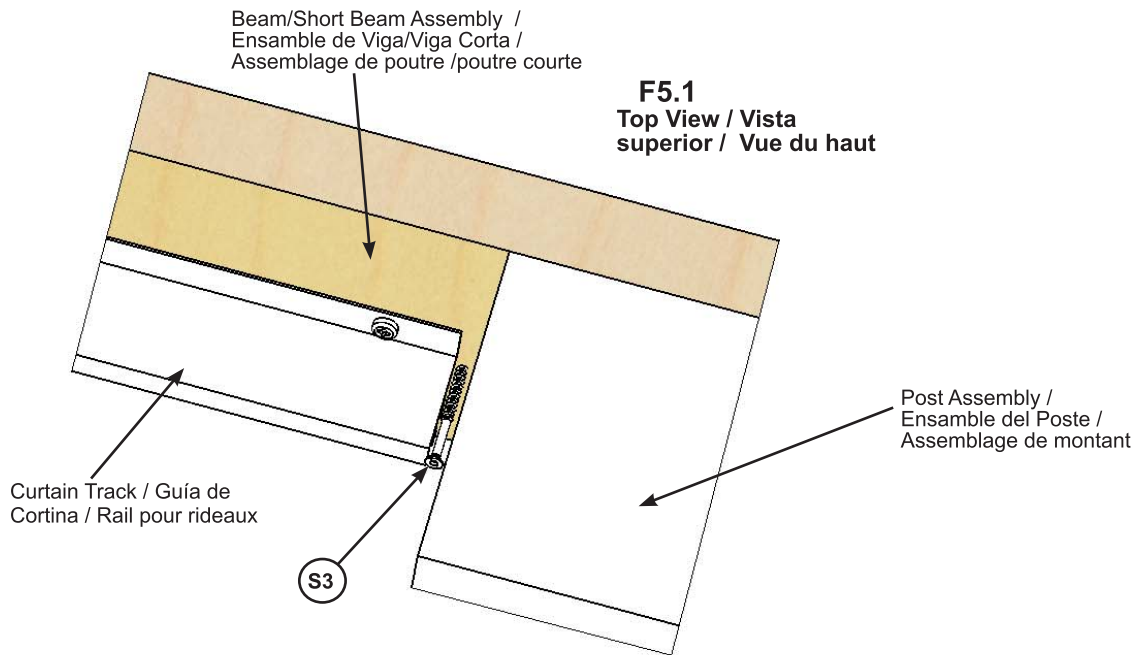 Beam/Short Beam Assembly /
Ensamble de Viga/Viga Corta /
Assemblage de poutre /poutre courte
F5.1
Top View / Vista
superior / Vue du haut
Post Assembly /
Ensamble del Poste /
Assemblage de montant
Curtain Track / Guía de
Cortina / Rail pour rideaux
S3